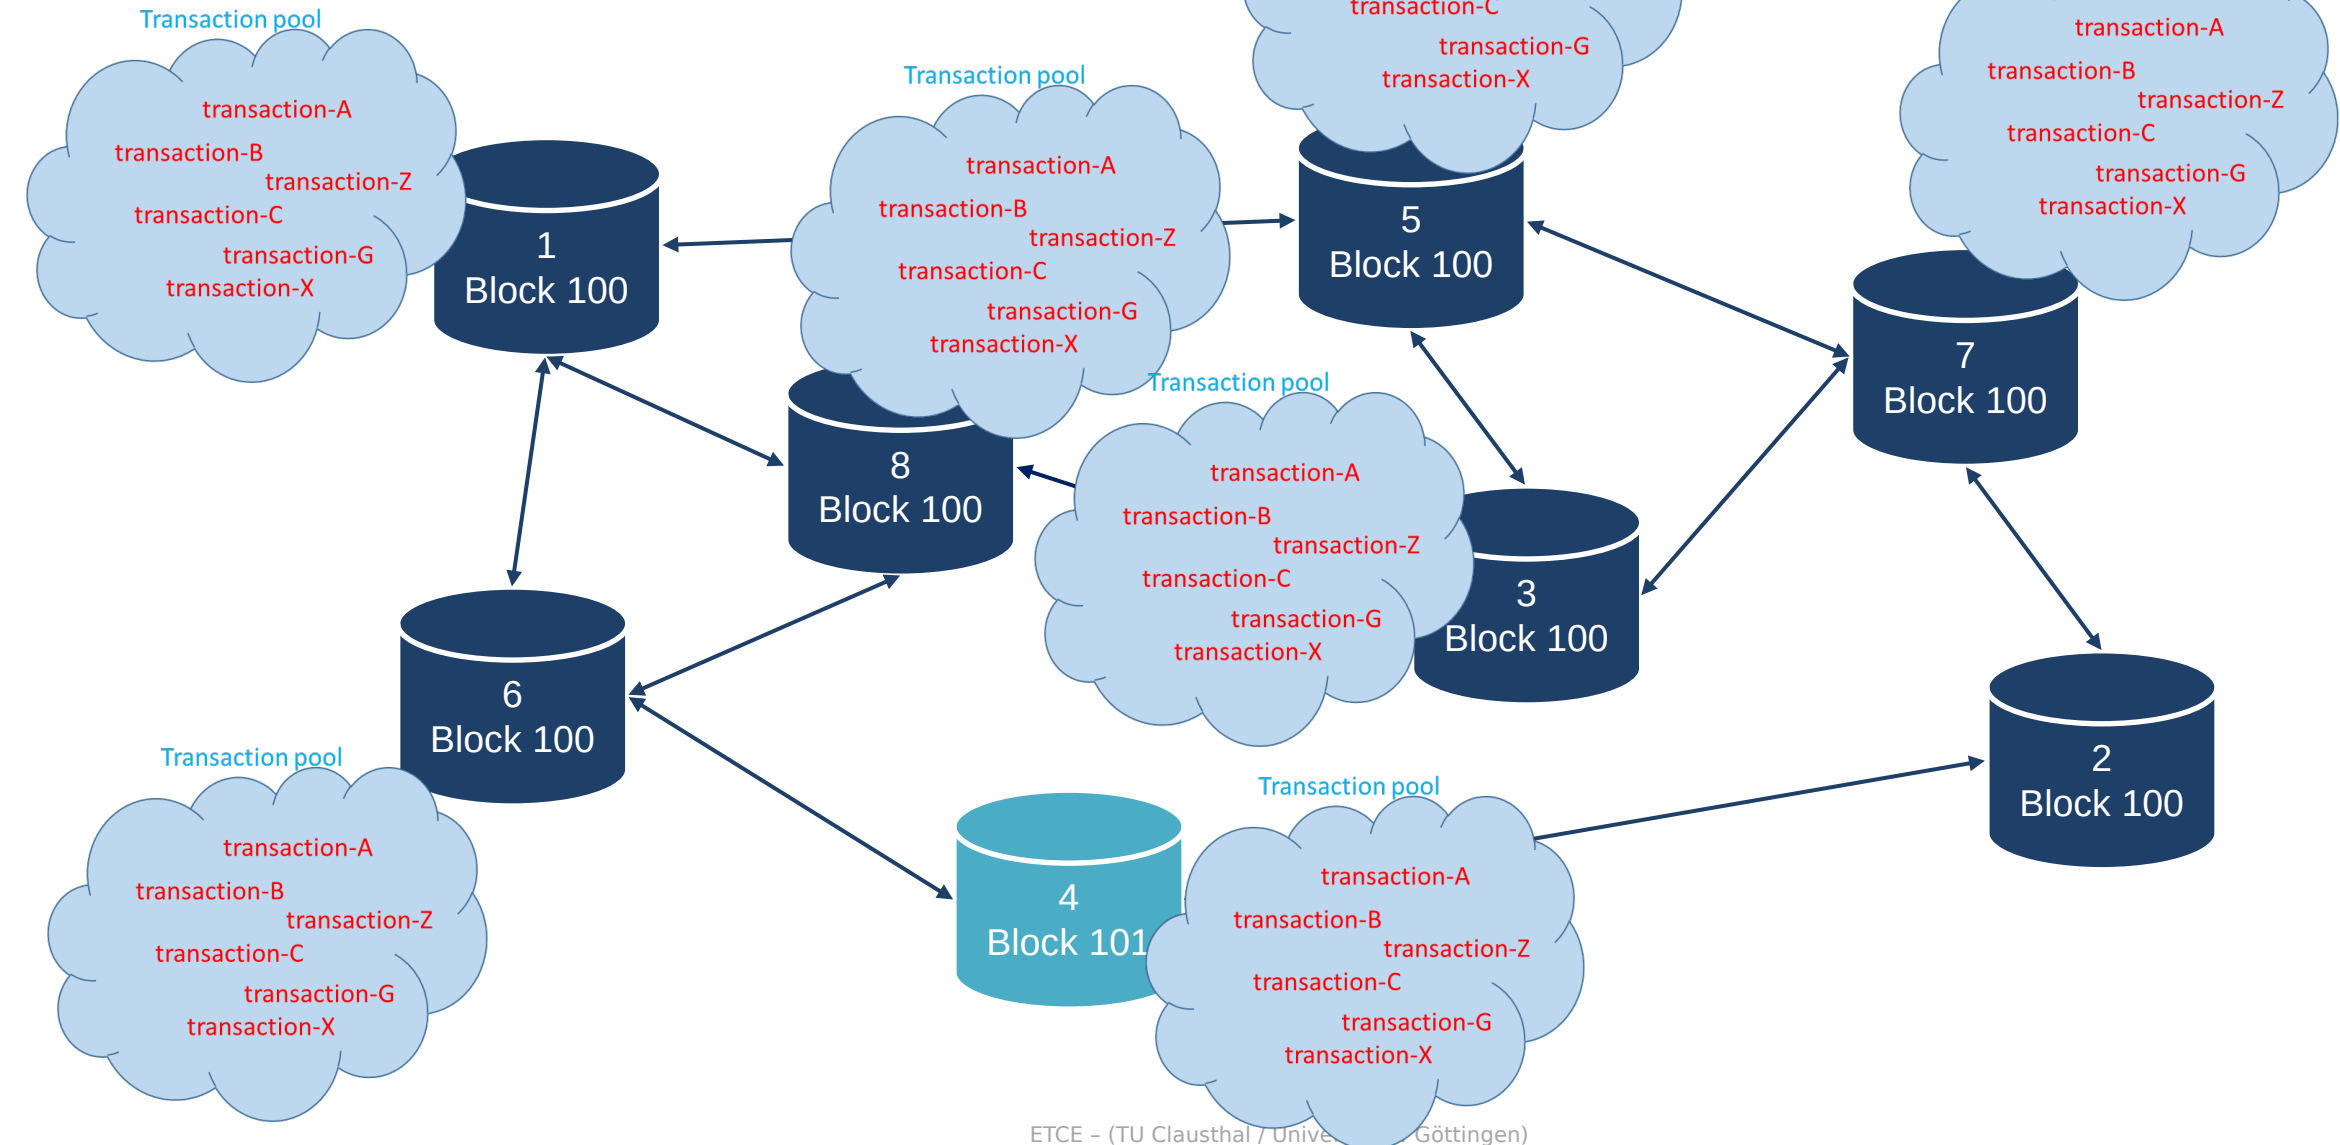 Transaction pool
transaction-A
transaction-B
transaction-Z
transaction-C
transaction-G
transaction-X
1
Block 100
Transaction pool
transaction-A
transaction-B
transaction-Z
transaction-C
transaction-G
transaction-X
8
Block 100
transaction-C
transaction-G
transaction-X
5
Block 100
transaction-A
transaction-B
transaction-Z
transaction-C
transaction-G
transaction-X
7
Block 100
Transaction pool
transaction-A
transaction-B
transaction-Z
transaction-C
transaction-G
transaction-X
3
Block 100
6
Block 100
Transaction pool
transaction-A
transaction-B
transaction-Z
transaction-C
transaction-G
transaction-X
4
Block 101
Transaction pool
transaction-A
transaction-B
transaction-Z
transaction-C
transaction-G
transaction-X
2
Block 100
ETCE – (TU Clausthal / Göttingen)